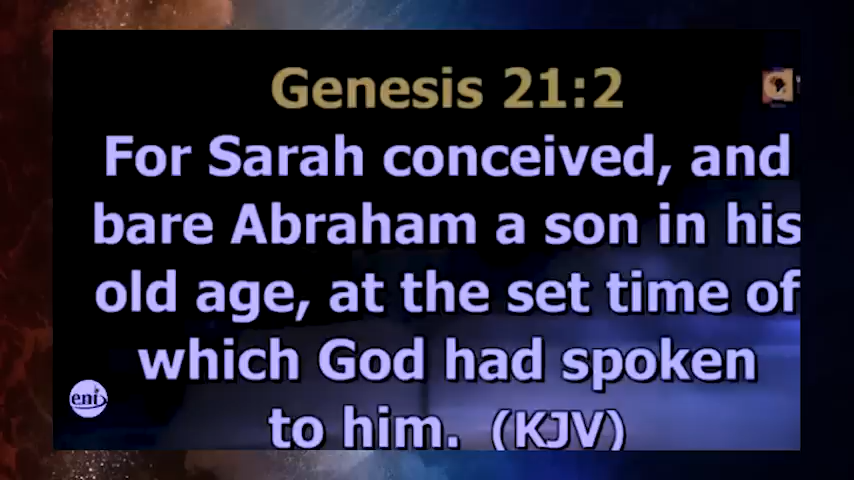 Genesis 21:2
For Sarah conceived, and
bare Abraham a son in his
old age, at the set time of
which God had spoken
eni
to him. (KJV)